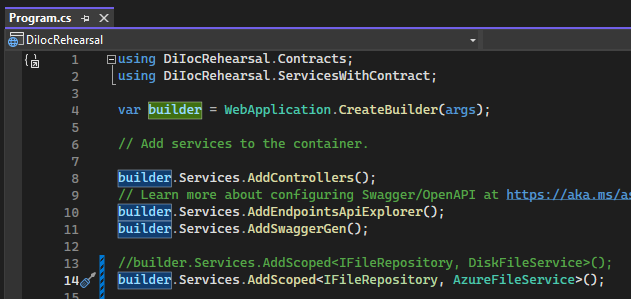 Program.cs
DiIocRehearsal
1 using DiIocRehearsal.Contracts;
2 using DiIocRehearsal.ServicesWithContract;
3
4 var builder = WebApplication.CreateBuilder(args);
5
6 // Add services to the container.
7
8 builder.Services.AddControllers();
9 // Learn more about configuring Swagger/OpenAPI at https://aka.ms/as
10 builder.Services.AddEndpointsApiExplorer();
11 builder.Services.AddSwaggerGen();
12
13 //builder.Services.AddScoped<IFileRepository, DiskFileService>();
14 builder.Services.AddScoped<IFileRepository, AzureFileService>();
15